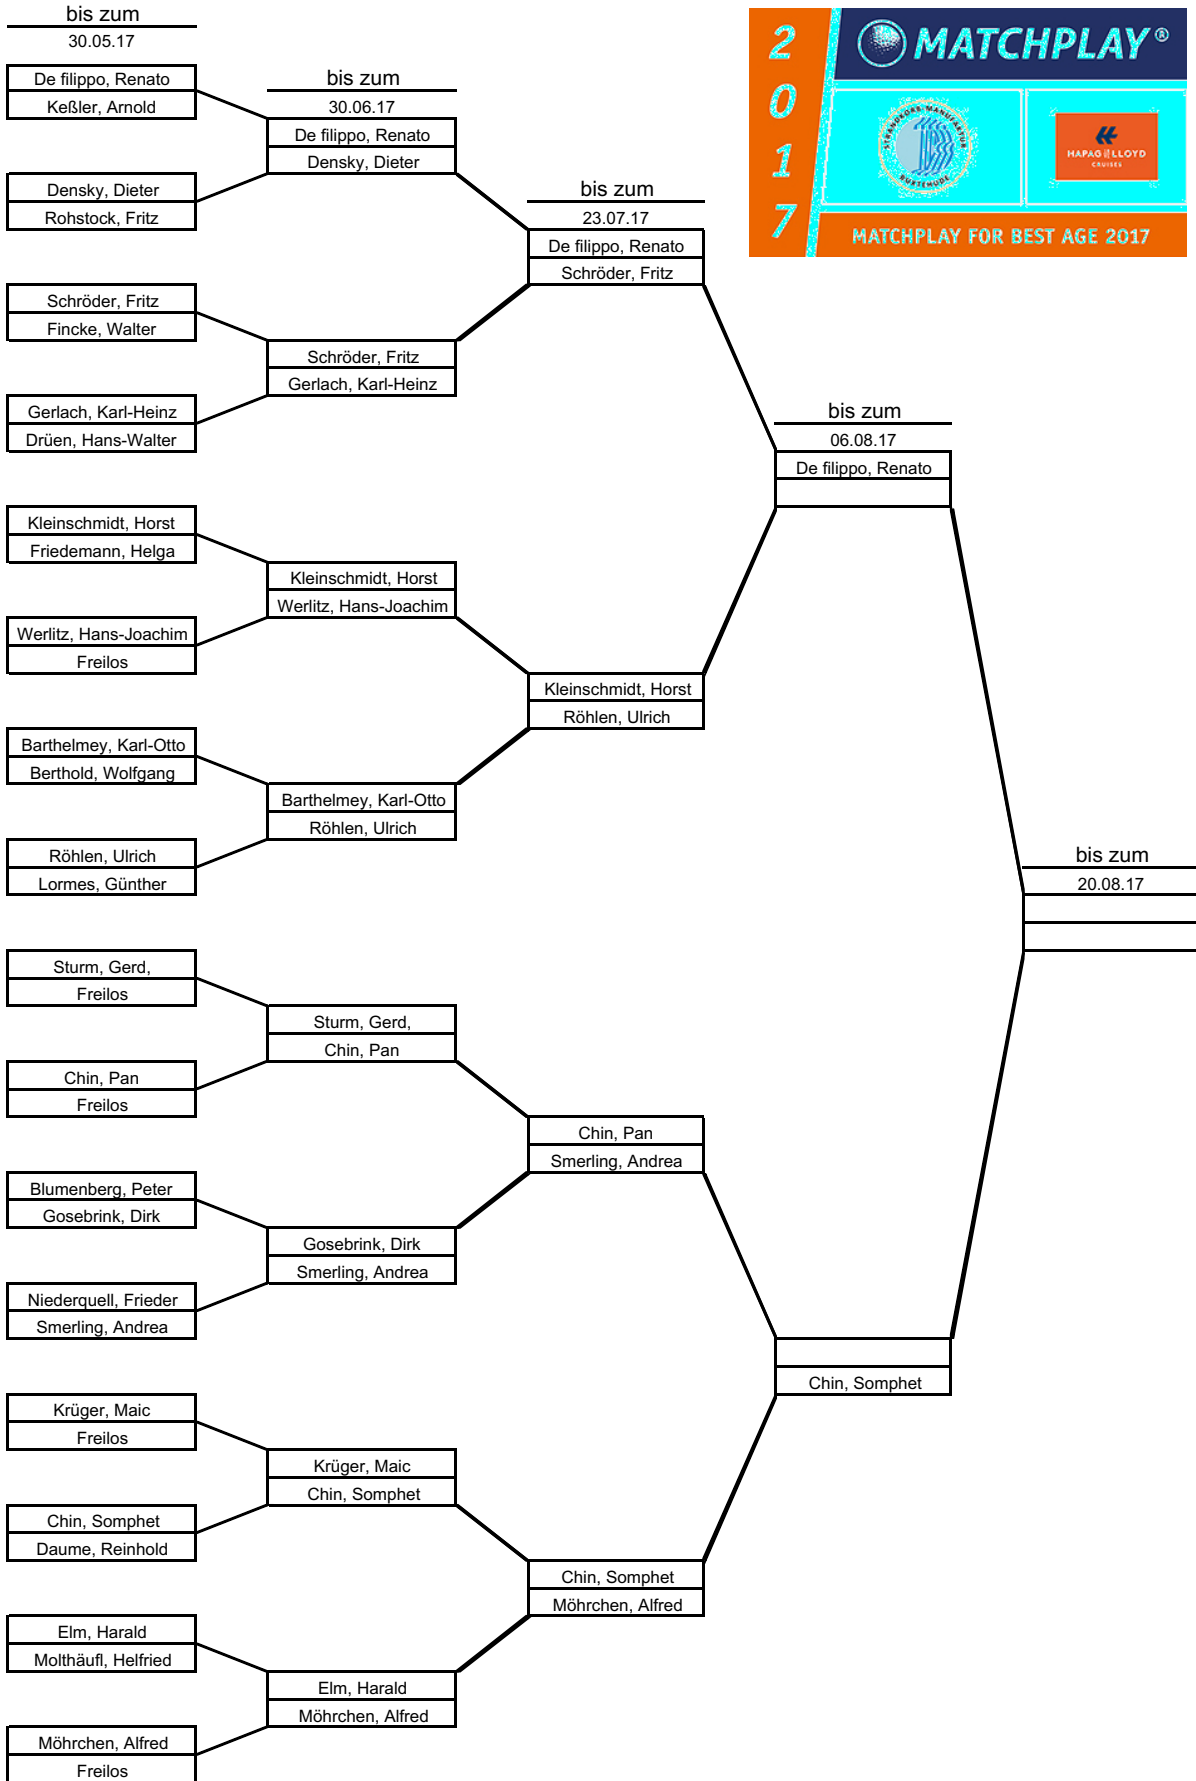 bis zum
30.05.17
De filippo, Renato
Keßler, Arnold
Densky, Dieter
Rohstock, Fritz
Schröder, Fritz
Fincke, Walter
Gerlach, Karl-Heinz
Drüen, Hans-Walter
Kleinschmidt, Horst
Friedemann, Helga
Werlitz, Hans-Joachim
Freilos
Barthelmey, Karl-Otto
Berthold, Wolfgang
Röhlen, Ulrich
Lormes, Günther
Sturm, Gerd,
Freilos
Chin, Pan
Freilos
Blumenberg, Peter
Gosebrink, Dirk
Niederquell, Frieder
Smerling, Andrea
Krüger, Maic
Freilos
Chin, Somphet
Daume, Reinhold
Elm, Harald
Molthäufl, Helfried
Möhrchen, Alfred
Freilos
bis zum
30.06.17
De filippo, Renato
Densky, Dieter
Schröder, Fritz
Gerlach, Karl-Heinz
Kleinschmidt, Horst
Werlitz, Hans-Joachim
Barthelmey, Karl-Otto
Röhlen, Ulrich
Sturm, Gerd,
Chin, Pan
Gosebrink, Dirk
Smerling, Andrea
Krüger, Maic
Chin, Somphet
Elm, Harald
Möhrchen, Alfred
bis zum
23.07.17
De filippo, Renato
Schröder, Fritz
Kleinschmidt, Horst
Röhlen, Ulrich
Chin, Pan
Smerling, Andrea
Chin, Somphet
Möhrchen, Alfred
bis zum
06.08.17
De filippo, Renato
Chin, Somphet
bis zum
20.08.17
2017
MATCHPLAY®
STRANDKORB MANUFAKTUR
BUXTEHUDE
HAPAG LLOYD
CRUISES
MATCHPLAY FOR BEST AGE 2017